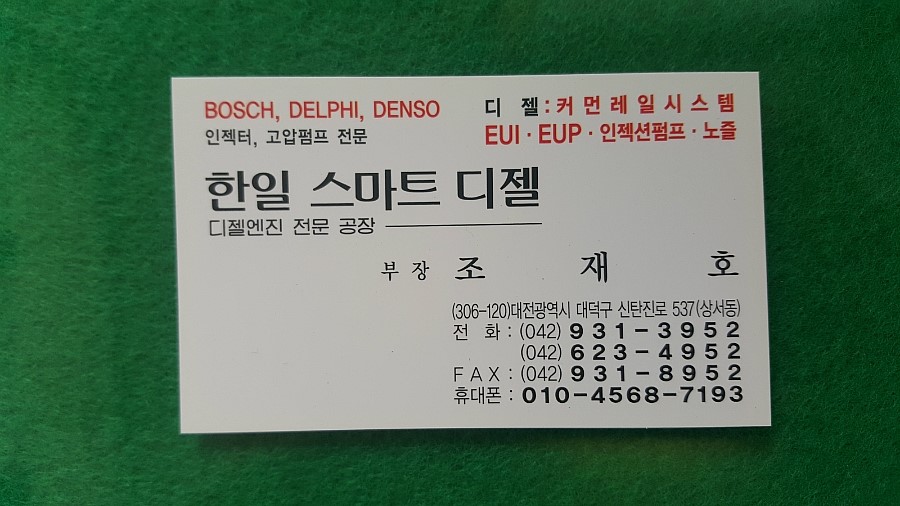 BOSCH, DELPHI, DENSO
인젝터, 고압펌프 전문
디 젤 : 커먼레일시스템
EUI · EUP · 인젝션펌프 · 노즐
한일 스마트 디젤
디젤엔진 전문 공장
부 장 조 재 호
(306-120)대전광역시 대덕구 신탄진로 537(상서동)
전 화 : (042) 931-3952
(042) 623-4952
FAX : (042) 931-8952
휴대폰 : 010-4568-7193